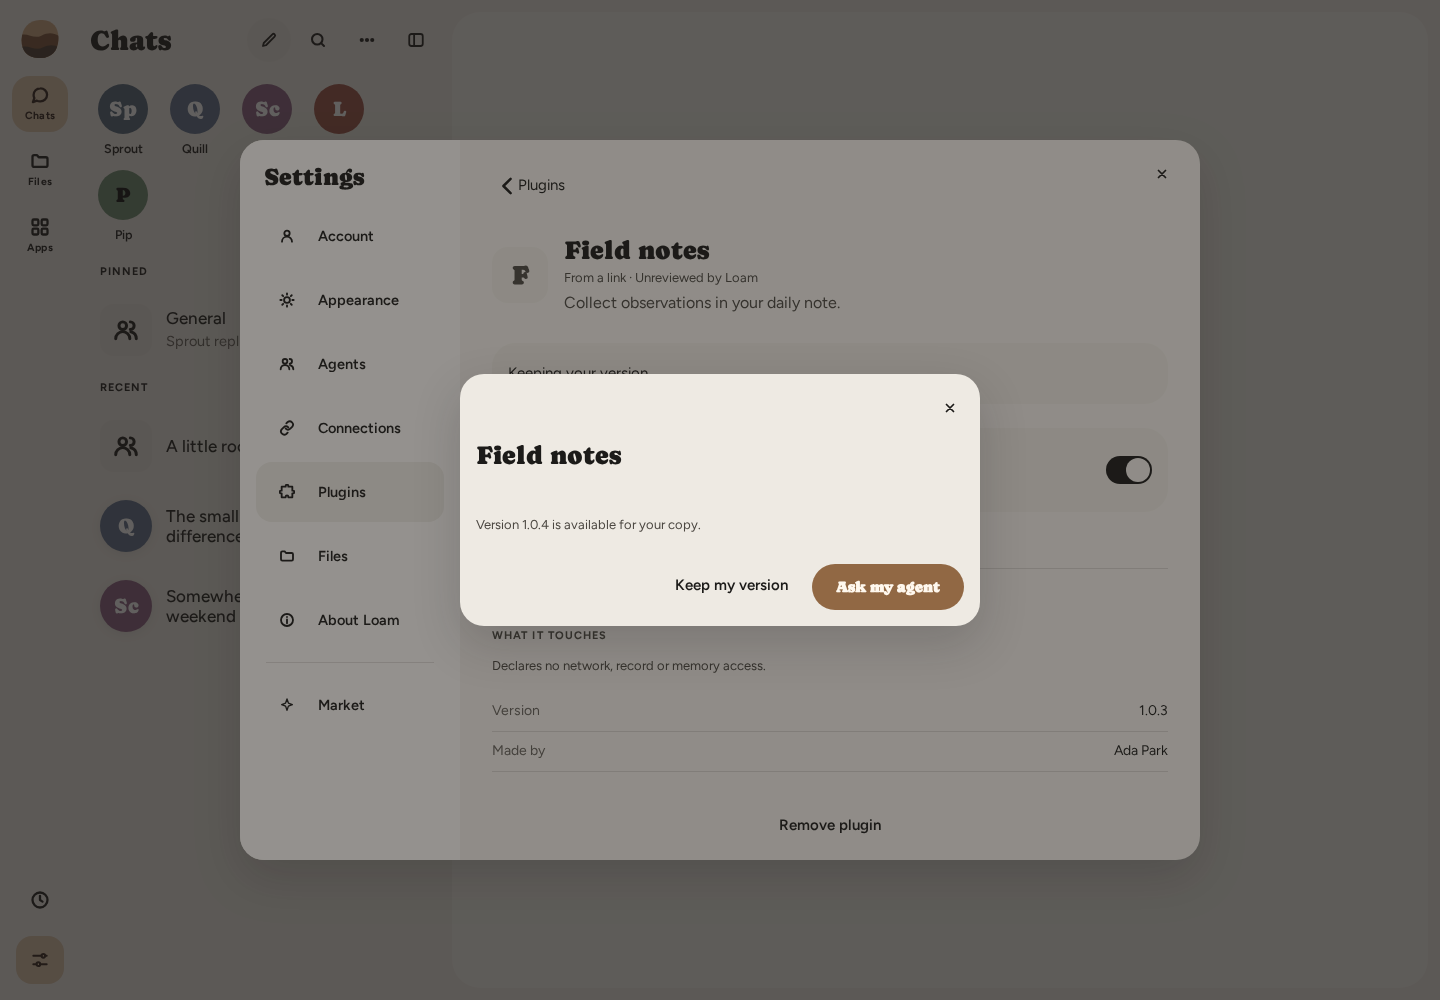 Chats
Chats
Files
Apps
Sp
Q
Sc
L
Sprout
Quill
P
Pip
PINNED
General
Sprout repl
RECENT
A little roo
Q
The small
difference
Sc
Somewhe
weekend
Settings
Account
Appearance
Agents
Connections
Plugins
Files
About Loam
Market
Plugins
F
Field notes
From a link · Unreviewed by Loam
Collect observations in your daily note.
Keeping your version
Field notes
Version 1.0.4 is available for your copy.
Keep my version
Ask my agent
WHAT IT TOUCHES
Declares no network, record or memory access.
Version
1.0.3
Made by
Ada Park
Remove plugin